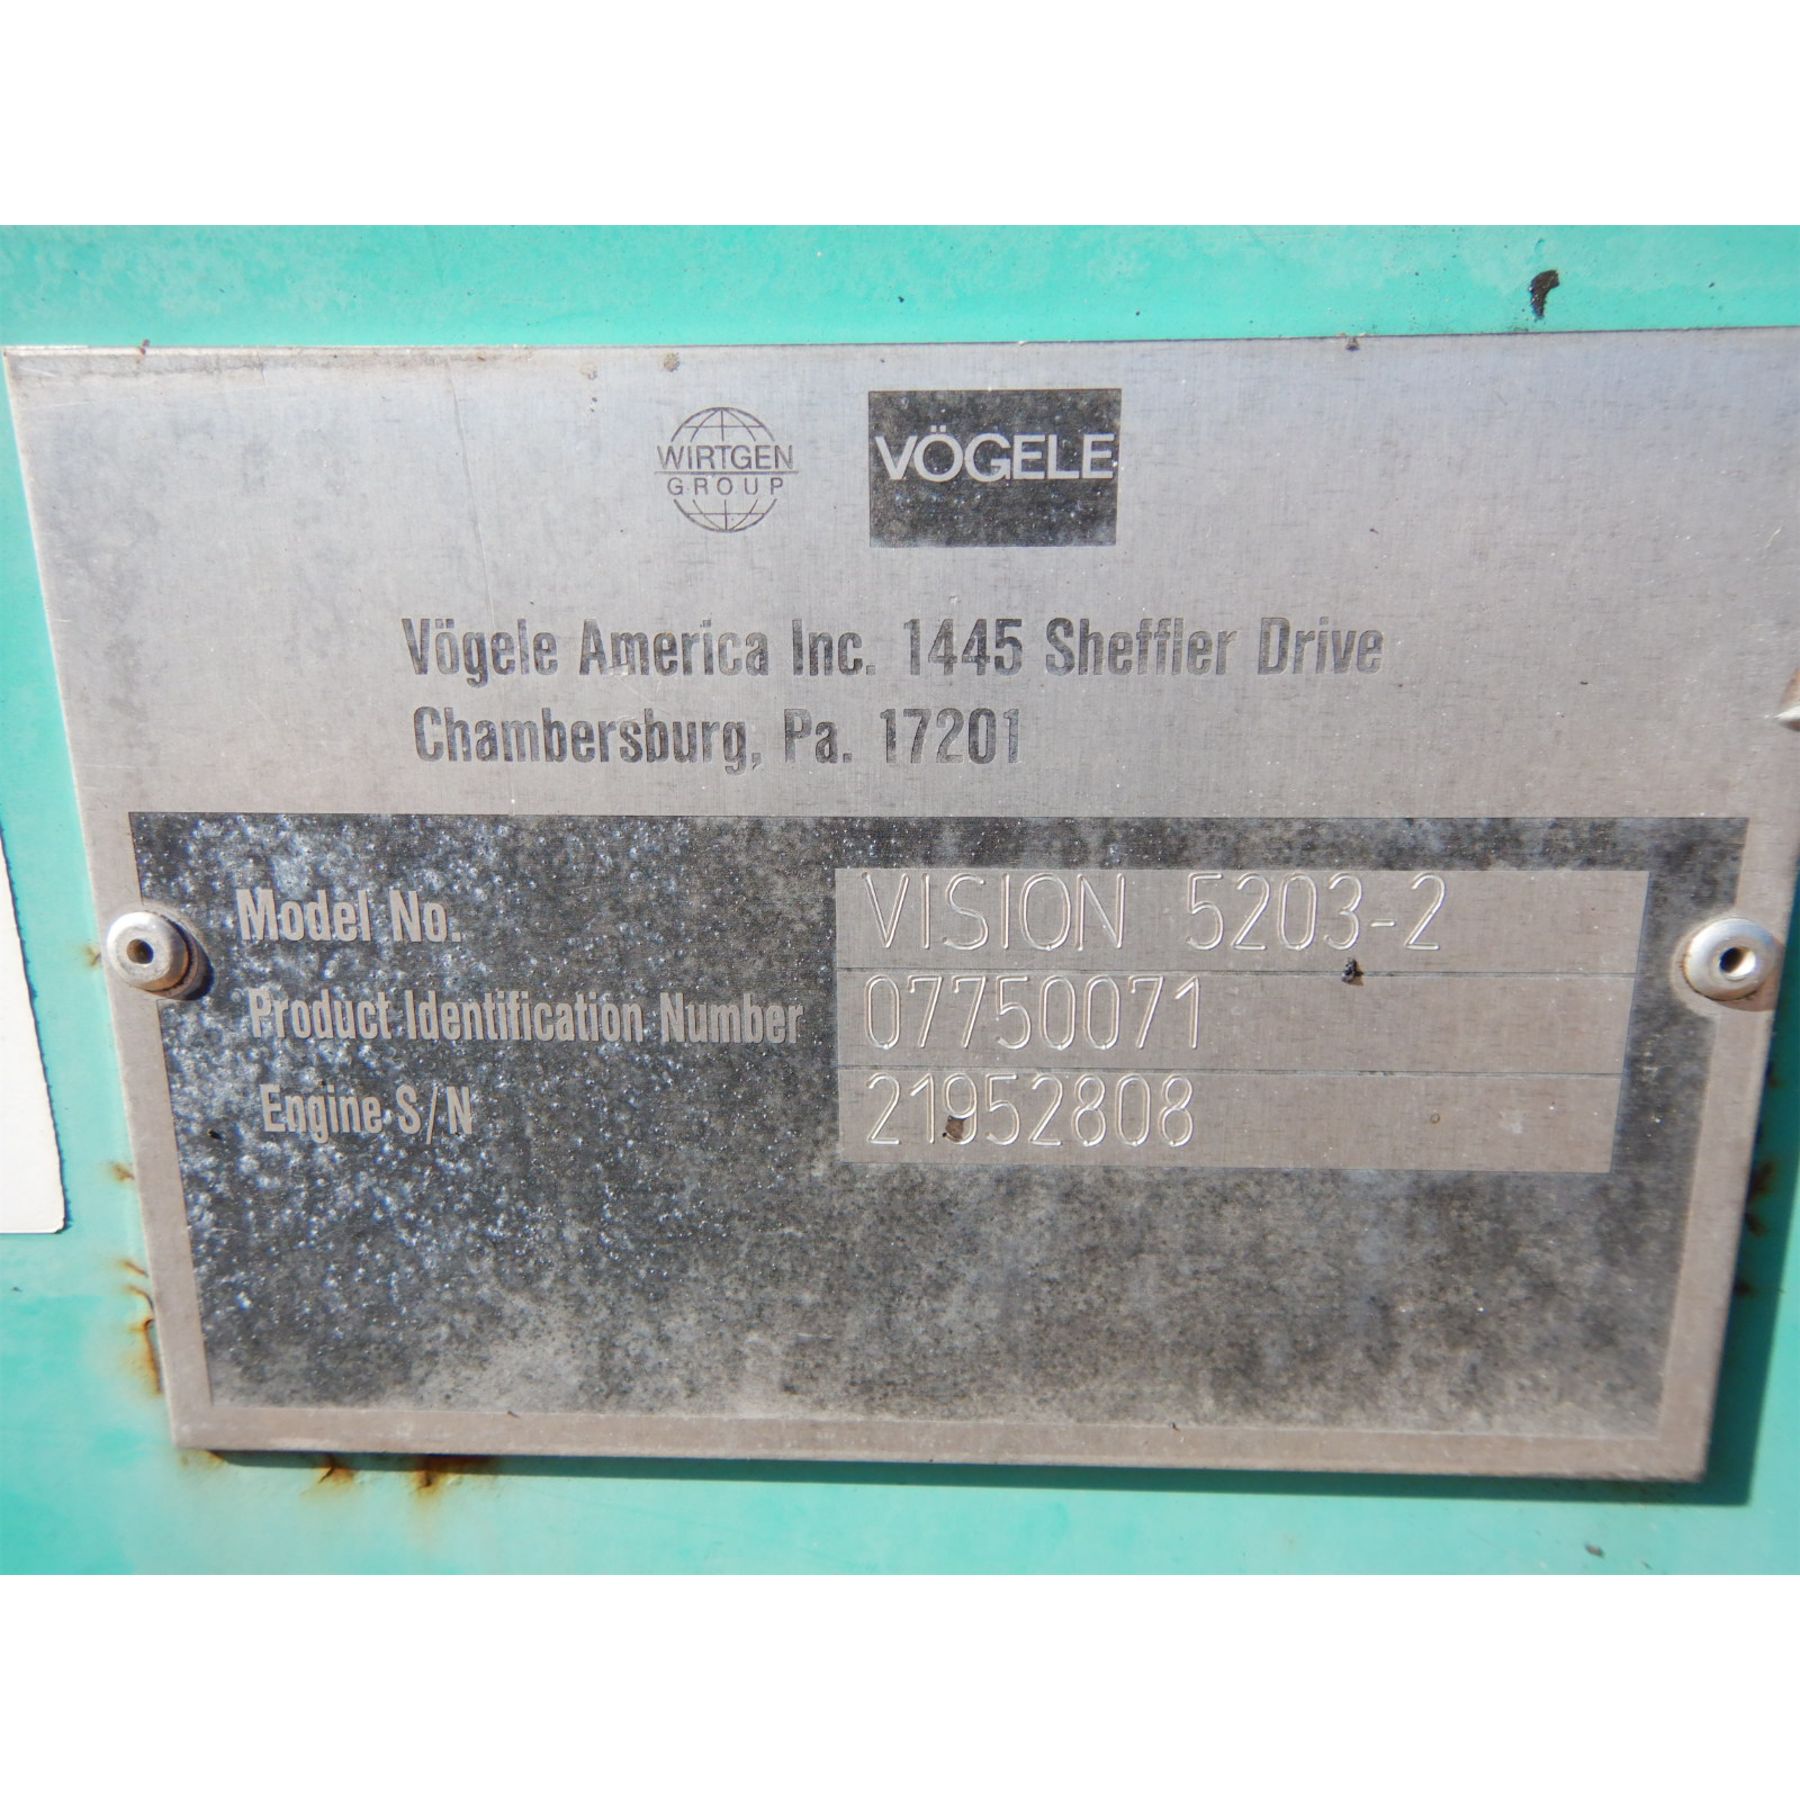 WIRTGEN
GROUP
VÖGELE
Vögele America Inc. 1445 Sheffler Drive
Chambersburg, Pa. 17201
Model No. VISION 5203-2
Product Identification Number 07750071
Engine S/N 21952808